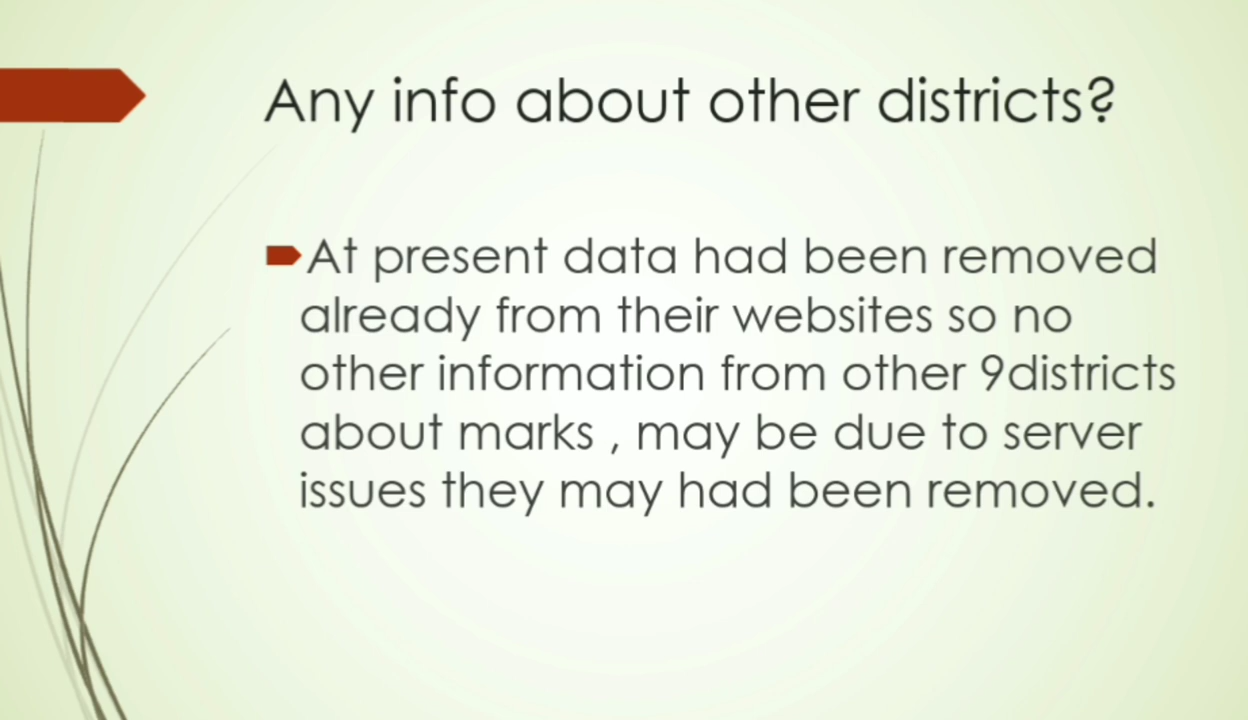 Any info about other districts?
At present data had been removed
already from their websites so no
other information from other 9districts
about marks , may be due to server
issues they may had been removed.